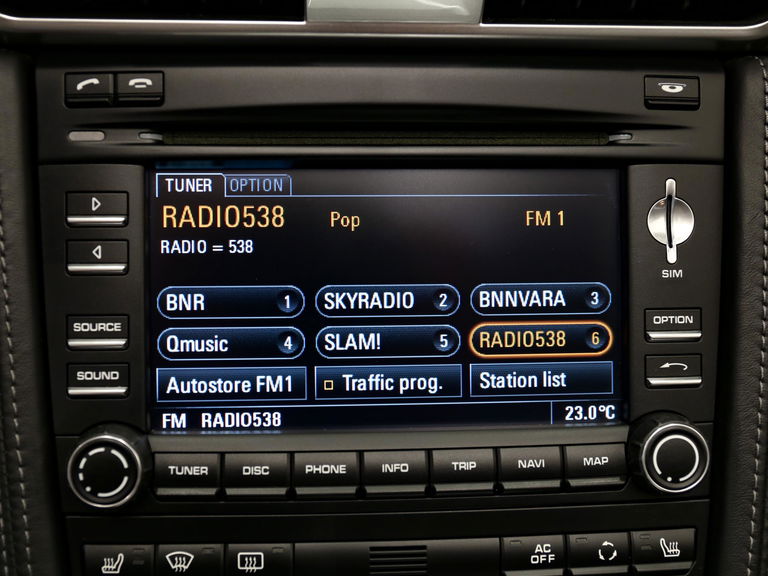 TUNER OPTION
RADIO538 Pop FM 1
RADIO = 538
SIM
BNR 1 SKYRADIO 2 BNNVARA 3
Qmusic 4 SLAM! 5 RADIO538 6
SOURCE
OPTION
Autostore FM1 Traffic prog. Station list
SOUND
FM RADIO538 23.0°C
TUNER DISC PHONE INFO TRIP NAVI MAP
AC
OFF